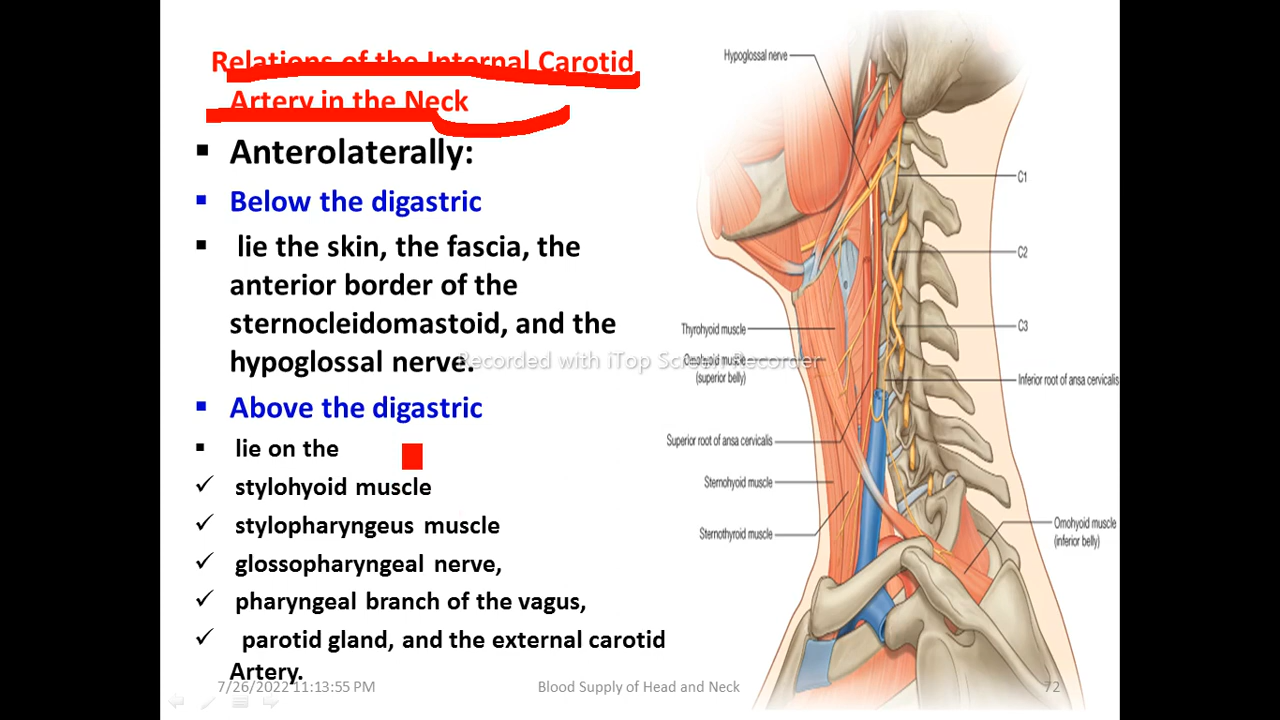 Relations of the Internal Carotid
Artery in the Neck
▪ Anterolaterally:
▪ Below the digastric
▪ lie the skin, the fascia, the
anterior border of the
sternocleidomastoid, and the
hypoglossal nerve.
▪ Above the digastric
▪ lie on the
✓ stylohyoid muscle
✓ stylopharyngeus muscle
✓ glossopharyngeal nerve,
✓ pharyngeal branch of the vagus,
✓ parotid gland, and the external carotid
Artery.
Hypoglossal nerve
C1
C2
C3
Thyrohyoid muscle
Omohyoid muscle
(superior belly)
Inferior root of ansa cervicalis
Superior root of ansa cervicalis
Sternohyoid muscle
Sternothyroid muscle
Omohyoid muscle
(inferior belly)
Recorded with iTop Screen Recorder
7/26/2022 11:13:55 PM
Blood Supply of Head and Neck
72